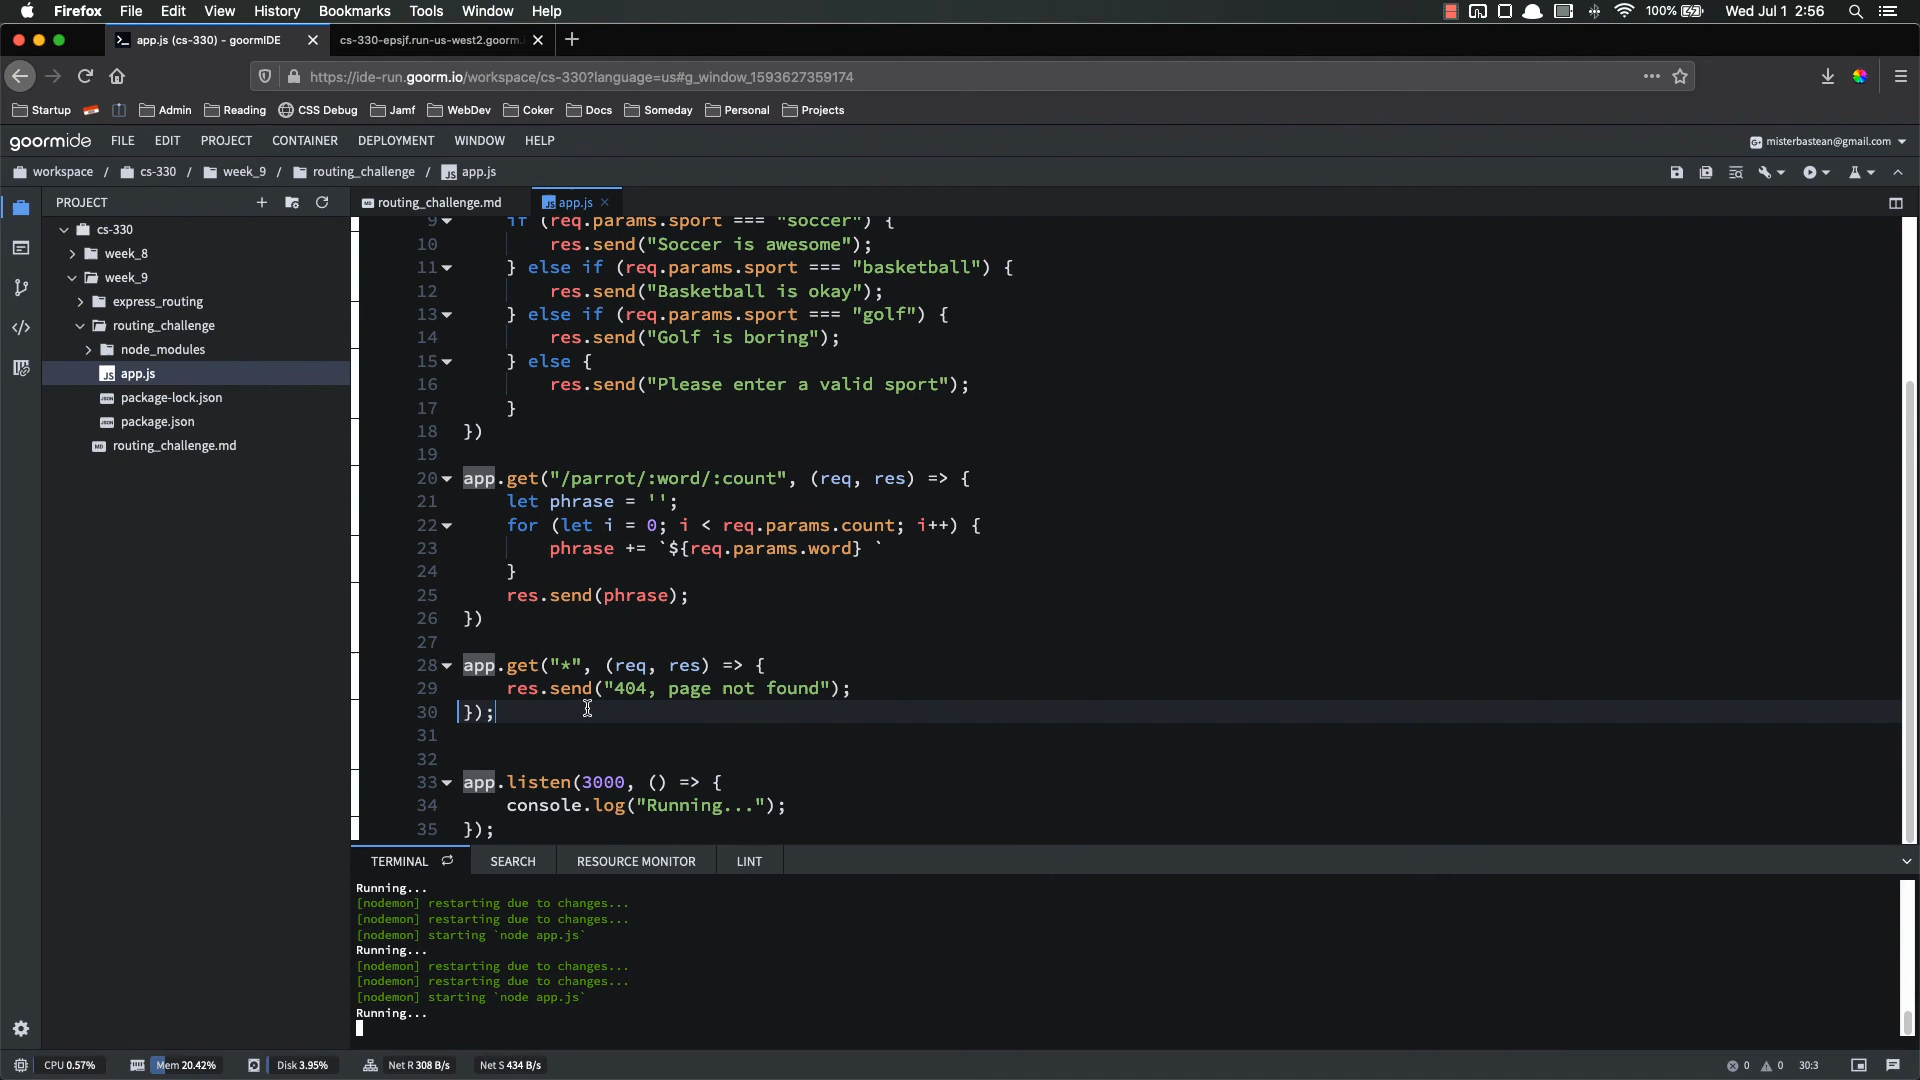 Firefox File Edit View History Bookmarks Tools Window Help 100% Wed Jul 1 2:56
app.js (cs-330) - goormIDE cs-330-epsjf.run-us-west2.goorm.
https://ide-run.goorm.io/workspace/cs-330?language=us#g_window_1593627359174
Startup Admin Reading CSS Debug Jamf WebDev Coker Docs Someday Personal Projects
goormide FILE EDIT PROJECT CONTAINER DEPLOYMENT WINDOW HELP misterbastean@gmail.com
workspace / cs-330 / week_9 / routing_challenge / app.js
PROJECT
cs-330
week_8
week_9
express_routing
routing_challenge
node_modules
app.js
package-lock.json
package.json
routing_challenge.md
routing_challenge.md app.js
9 if (req.params.sport === "soccer") {
10 res.send("Soccer is awesome");
11 } else if (req.params.sport === "basketball") {
12 res.send("Basketball is okay");
13 } else if (req.params.sport === "golf") {
14 res.send("Golf is boring");
15 } else {
16 res.send("Please enter a valid sport");
17 }
18 })
19
20 app.get("/parrot/:word/:count", (req, res) => {
21 let phrase = '';
22 for (let i = 0; i < req.params.count; i++) {
23 phrase += `${req.params.word} `
24 }
25 res.send(phrase);
26 })
27
28 app.get("*", (req, res) => {
29 res.send("404, page not found");
30 });
31
32
33 app.listen(3000, () => {
34 console.log("Running...");
35 });
TERMINAL SEARCH RESOURCE MONITOR LINT
Running...
[nodemon] restarting due to changes...
[nodemon] restarting due to changes...
[nodemon] starting `node app.js`
Running...
[nodemon] restarting due to changes...
[nodemon] restarting due to changes...
[nodemon] starting `node app.js`
Running...
CPU 0.57% Mem 20.42% Disk 3.95% Net R 308 B/s Net S 434 B/s 0 0 30:3